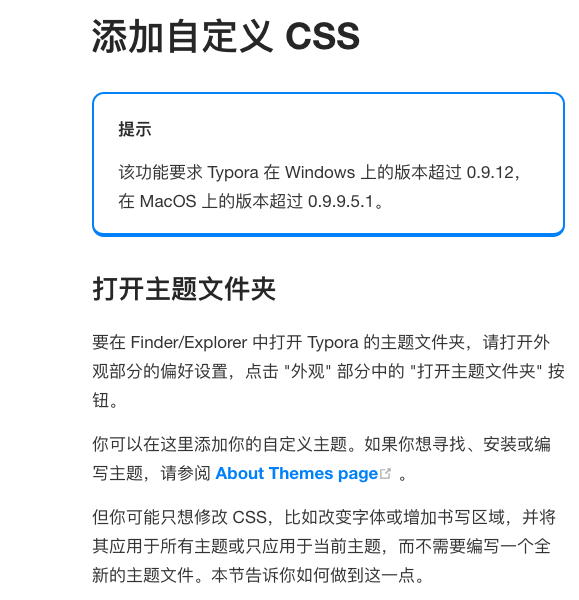 添加自定义 CSS
提示
该功能要求 Typora 在 Windows 上的版本超过 0.9.12，
在 MacOS 上的版本超过 0.9.9.5.1。
打开主题文件夹
要在 Finder/Explorer 中打开 Typora 的主题文件夹，请打开外
观部分的偏好设置，点击 "外观" 部分中的 "打开主题文件夹" 按
钮。
你可以在这里添加你的自定义主题。如果你想寻找、安装或编
写主题，请参阅 About Themes page 。
但你可能只想修改 CSS，比如改变字体或增加书写区域，并将
其应用于所有主题或只应用于当前主题，而不需要编写一个全
新的主题文件。本节告诉你如何做到这一点。